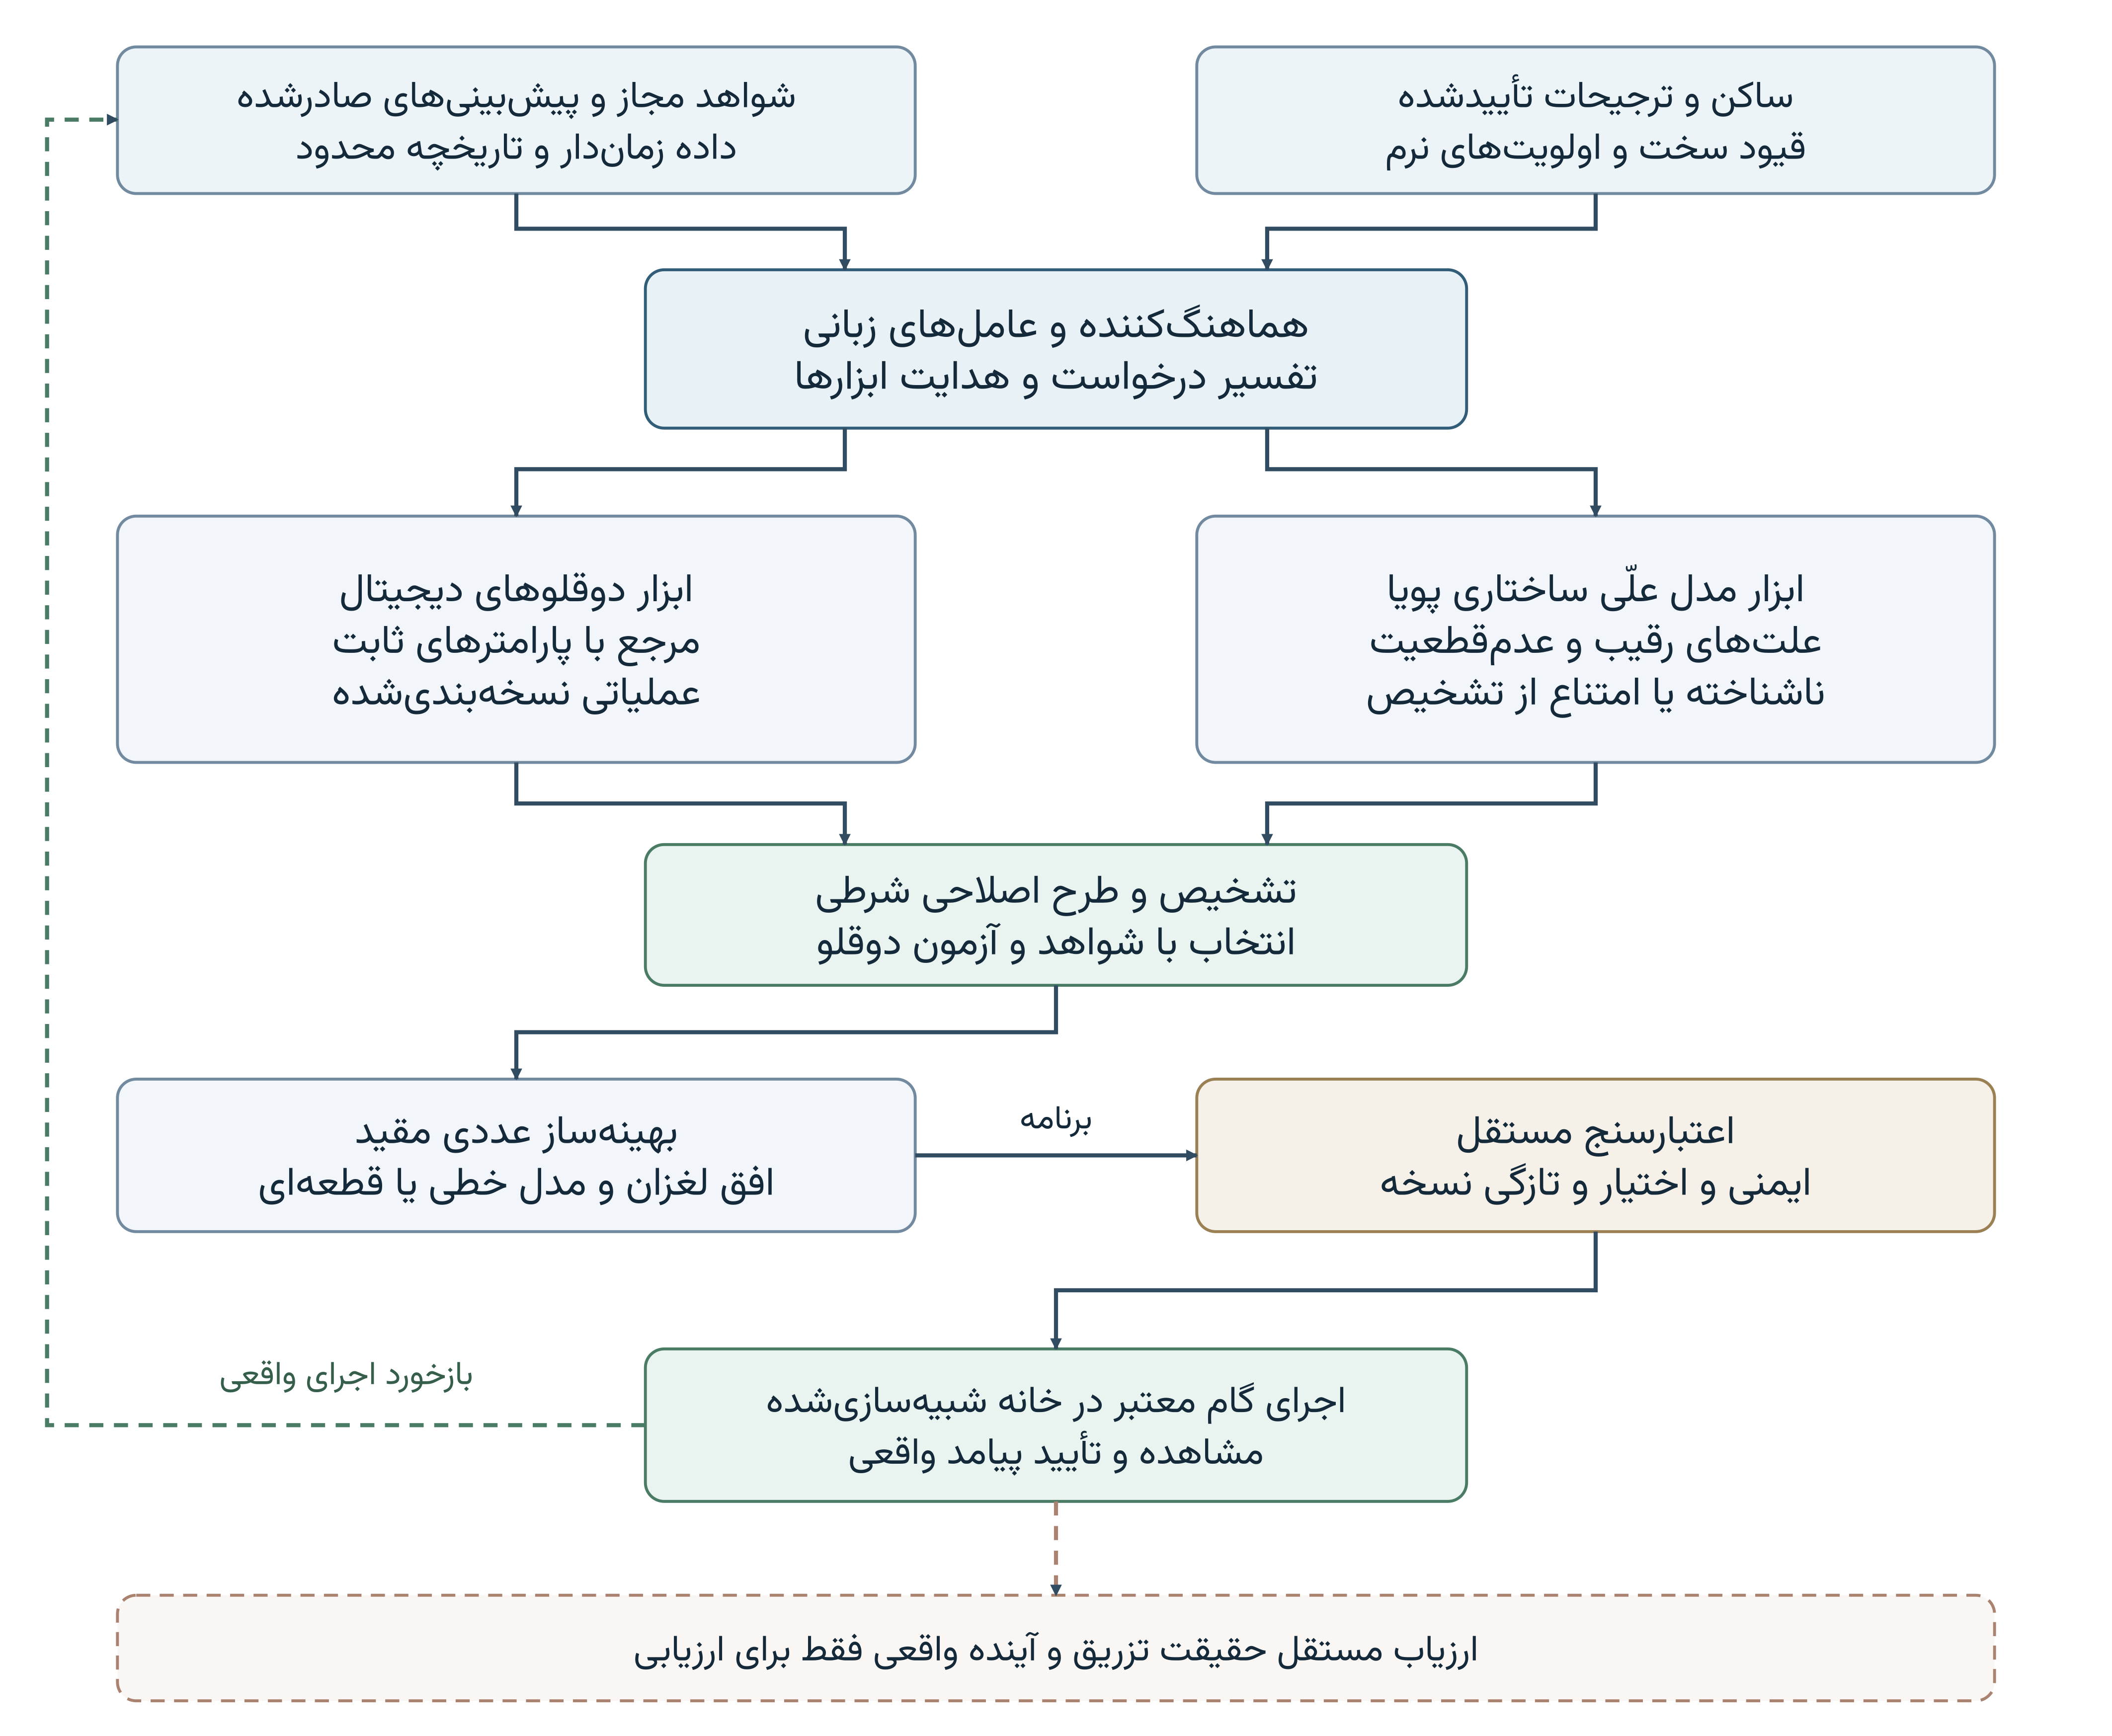 ساکن و ترجیحات تأییدشده
قیود سخت و اولویت‌های نرم
شواهد مجاز و پیش‌بینی‌های صادرشده
داده زمان‌دار و تاریخچه محدود
هماهنگ‌کننده و عامل‌های زبانی
تفسیر درخواست و هدایت ابزارها
ابزار مدل علّی ساختاری پویا
علت‌های رقیب و عدم‌قطعیت
ناشناخته یا امتناع از تشخیص
ابزار دوقلوهای دیجیتال
مرجع با پارامترهای ثابت
عملیاتی نسخه‌بندی‌شده
تشخیص و طرح اصلاحی شرطی
انتخاب با شواهد و آزمون دوقلو
اعتبارسنج مستقل
ایمنی و اختیار و تازگی نسخه
برنامه
بهینه‌ساز عددی مقید
افق لغزان و مدل خطی یا قطعه‌ای
اجرای گام معتبر در خانه شبیه‌سازی‌شده
مشاهده و تأیید پیامد واقعی
بازخورد اجرای واقعی
ارزیاب مستقل حقیقت تزریق و آینده واقعی فقط برای ارزیابی